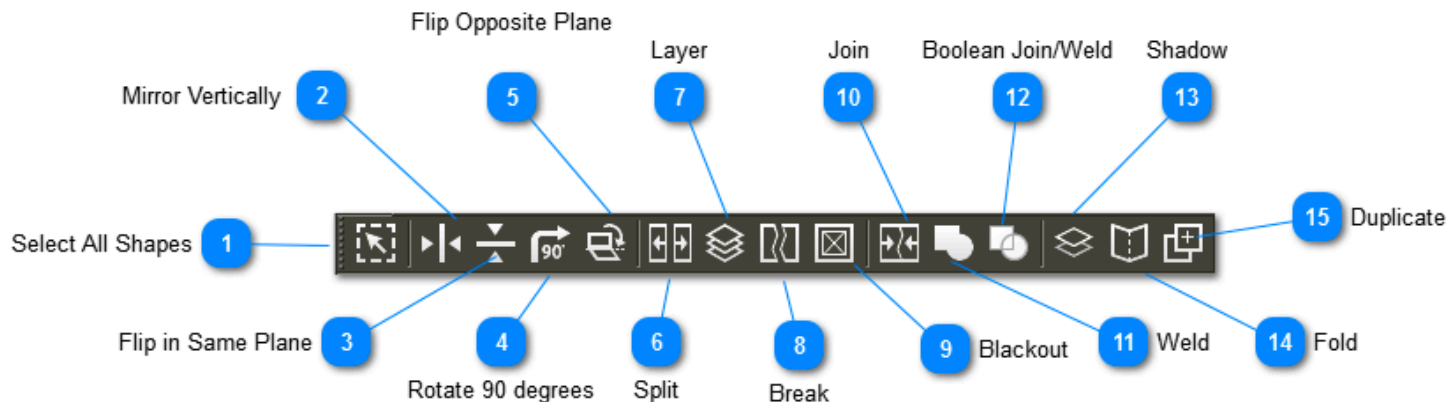 Flip Opposite Plane
Layer
Join
Boolean Join/Weld
Shadow
Mirror Vertically
2
5
7
10
12
13
Select All Shapes
1
90°
15
Duplicate
Flip in Same Plane
3
4
6
8
9
Blackout
11
Weld
14
Fold
Rotate 90 degrees
Split
Break